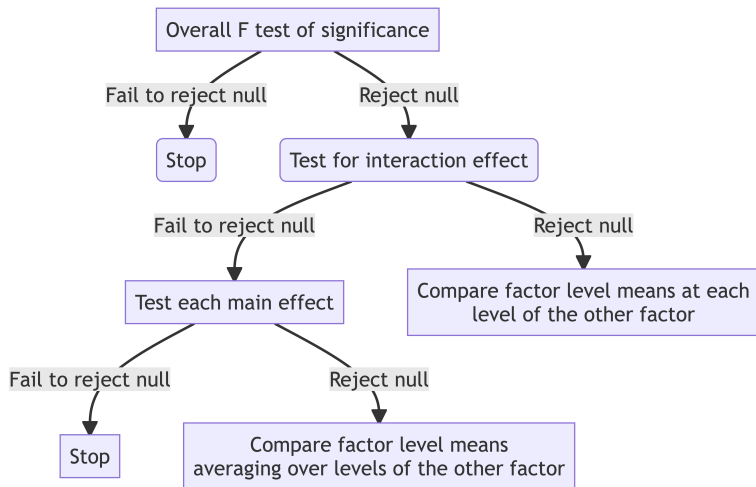 Overall F test of significance
Fail to reject null
Reject null
Stop
Test for interaction effect
Fail to reject null
Reject null
Test each main effect
Compare factor level means at each
level of the other factor
Fail to reject null
Reject null
Stop
Compare factor level means
averaging over levels of the other factor